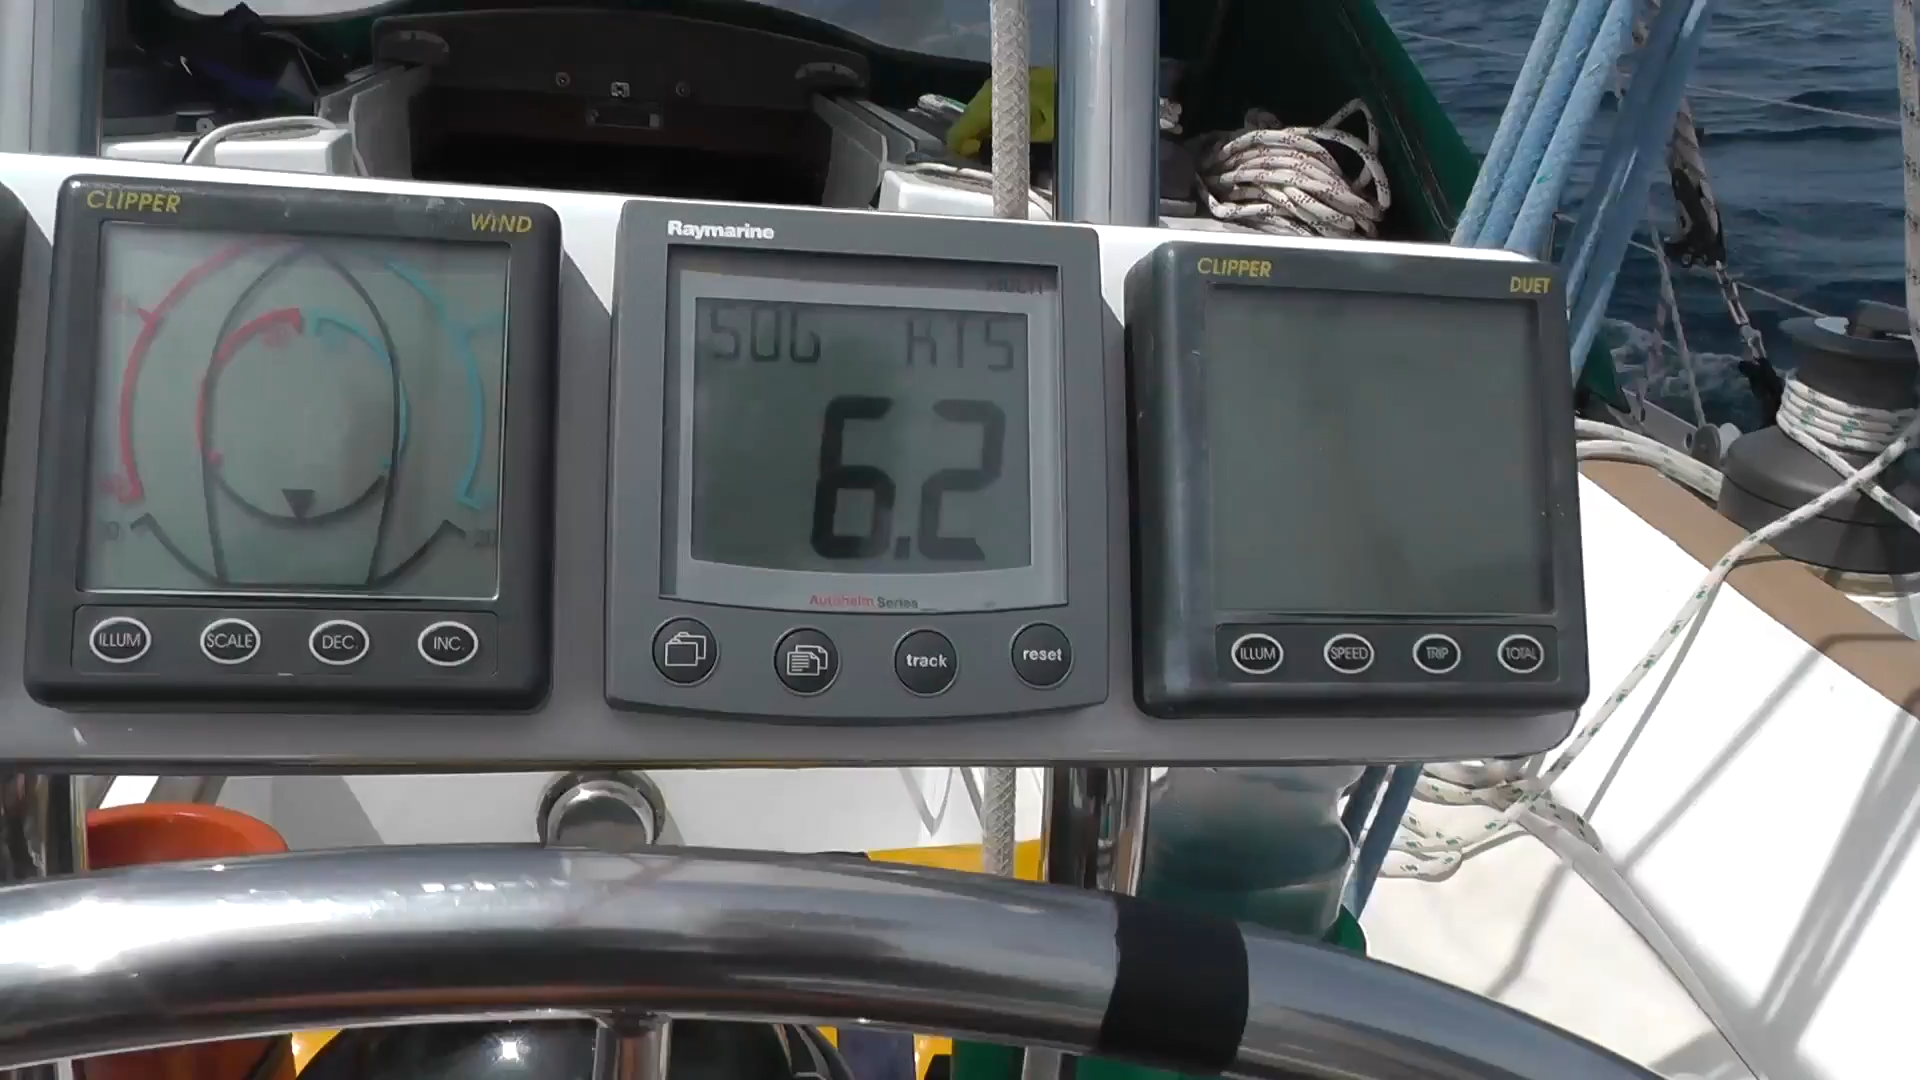 CLIPPER
WIND
ILLUM
SCALE
DEC.
INC.
Raymarine
MULTI
SOG KTS
6.2
Autohelm Series
track
reset
CLIPPER
DUET
ILLUM
SPEED
TRIP
TOTAL